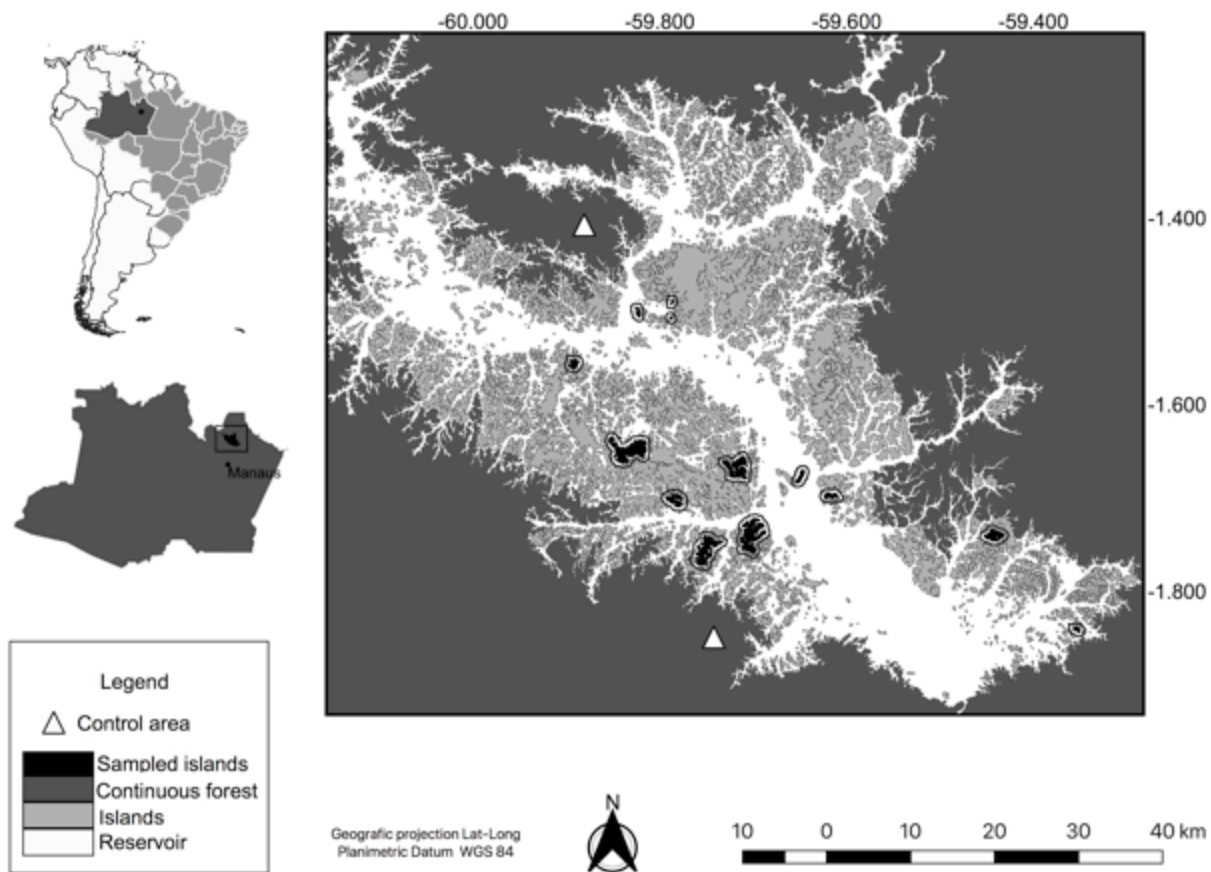 -60.000 -59.800 -59.600 -59.400
-1.400
-1.600
-1.800
Manaus
Legend
Control area
Sampled islands
Continuous forest
Islands
Reservoir
Geografic projection Lat-Long
Planimetric Datum WGS 84
N
10 0 10 20 30 40 km